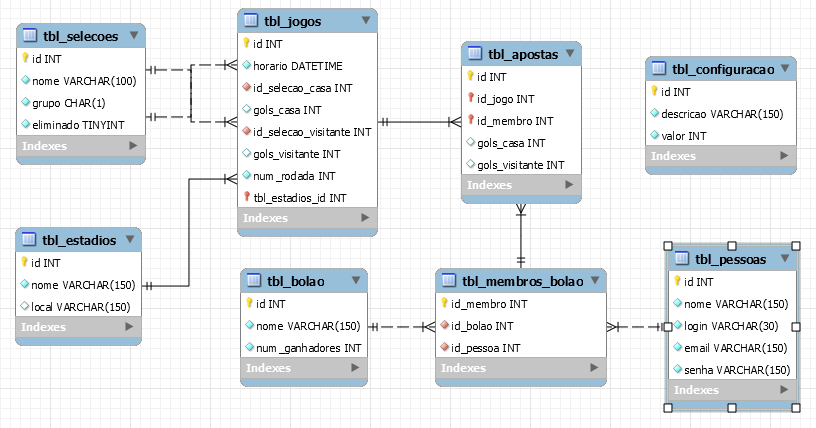 tbl_selecoes
id INT
nome VARCHAR(100)
grupo CHAR(1)
eliminado TINYINT
Indexes
tbl_jogos
id INT
horario DATETIME
id_selecao_casa INT
gols_casa INT
id_selecao_visitante INT
gols_visitante INT
num_rodada INT
tbl_estadios_id INT
Indexes
tbl_apostas
id INT
id_jogo INT
id_membro INT
gols_casa INT
gols_visitante INT
Indexes
tbl_configuracao
id INT
descricao VARCHAR(150)
valor INT
Indexes
tbl_estadios
id INT
nome VARCHAR(150)
local VARCHAR(150)
Indexes
tbl_bolao
id INT
nome VARCHAR(150)
num _ganhadores INT
Indexes
tbl_membros_bolao
id_membro INT
id_bolao INT
id_pessoa INT
Indexes
tbl_pessoas
id INT
nome VARCHAR(150)
login VARCHAR(30)
email VARCHAR(150)
senha VARCHAR(150)
Indexes